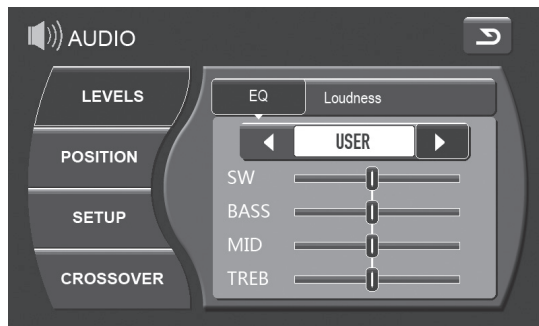 AUDIO
LEVELS
POSITION
SETUP
CROSSOVER
EQ Loudness
USER
SW
BASS
MID
TREB